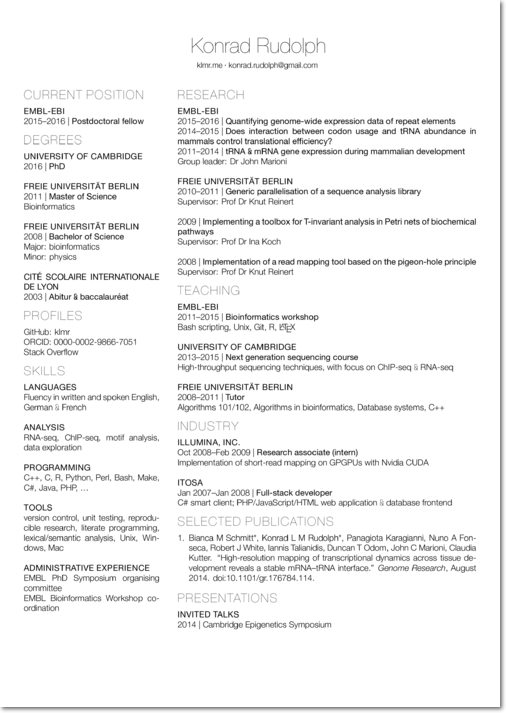 Konrad Rudolph
klmr.me · konrad.rudolph@gmail.com
CURRENT POSITION
EMBL-EBI
2015–2016 | Postdoctoral fellow
DEGREES
UNIVERSITY OF CAMBRIDGE
2016 | PhD
FREIE UNIVERSITÄT BERLIN
2011 | Master of Science
Bioinformatics
FREIE UNIVERSITÄT BERLIN
2008 | Bachelor of Science
Major: bioinformatics
Minor: physics
CITÉ SCOLAIRE INTERNATIONALE
DE LYON
2003 | Abitur & baccalauréat
PROFILES
GitHub: klmr
ORCID: 0000-0002-9866-7051
Stack Overflow
SKILLS
LANGUAGES
Fluency in written and spoken English,
German & French
ANALYSIS
RNA-seq, ChIP-seq, motif analysis,
data exploration
PROGRAMMING
C++, C, R, Python, Perl, Bash, Make,
C#, Java, PHP, …
TOOLS
version control, unit testing, reprodu-
cible research, literate programming,
lexical/semantic analysis, Unix, Win-
dows, Mac
ADMINISTRATIVE EXPERIENCE
EMBL PhD Symposium organising
committee
EMBL Bioinformatics Workshop co-
ordination
RESEARCH
EMBL-EBI
2015–2016 | Quantifying genome-wide expression data of repeat elements
2014–2015 | Does interaction between codon usage and tRNA abundance in
mammals control translational efficiency?
2011–2014 | tRNA & mRNA gene expression during mammalian development
Group leader: Dr John Marioni
FREIE UNIVERSITÄT BERLIN
2010–2011 | Generic parallelisation of a sequence analysis library
Supervisor: Prof Dr Knut Reinert
2009 | Implementing a toolbox for T-invariant analysis in Petri nets of biochemical
pathways
Supervisor: Prof Dr Ina Koch
2008 | Implementation of a read mapping tool based on the pigeon-hole principle
Supervisor: Prof Dr Knut Reinert
TEACHING
EMBL-EBI
2011–2015 | Bioinformatics workshop
Bash scripting, Unix, Git, R, LATEX
UNIVERSITY OF CAMBRIDGE
2013–2015 | Next generation sequencing course
High-throughput sequencing techniques, with focus on ChIP-seq & RNA-seq
FREIE UNIVERSITÄT BERLIN
2008–2011 | Tutor
Algorithms 101/102, Algorithms in bioinformatics, Database systems, C++
INDUSTRY
ILLUMINA, INC.
Oct 2008–Feb 2009 | Research associate (intern)
Implementation of short-read mapping on GPGPUs with Nvidia CUDA
ITOSA
Jan 2007–Jan 2008 | Full-stack developer
C# smart client; PHP/JavaScript/HTML web application & database frontend
SELECTED PUBLICATIONS
1. Bianca M Schmitt*, Konrad L M Rudolph*, Panagiota Karagianni, Nuno A Fon-
seca, Robert J White, Iannis Talianidis, Duncan T Odom, John C Marioni, Claudia
Kutter. “High-resolution mapping of transcriptional dynamics across tissue de-
velopment reveals a stable mRNA–tRNA interface.” Genome Research, August
2014. doi:10.1101/gr.176784.114.
PRESENTATIONS
INVITED TALKS
2014 | Cambridge Epigenetics Symposium